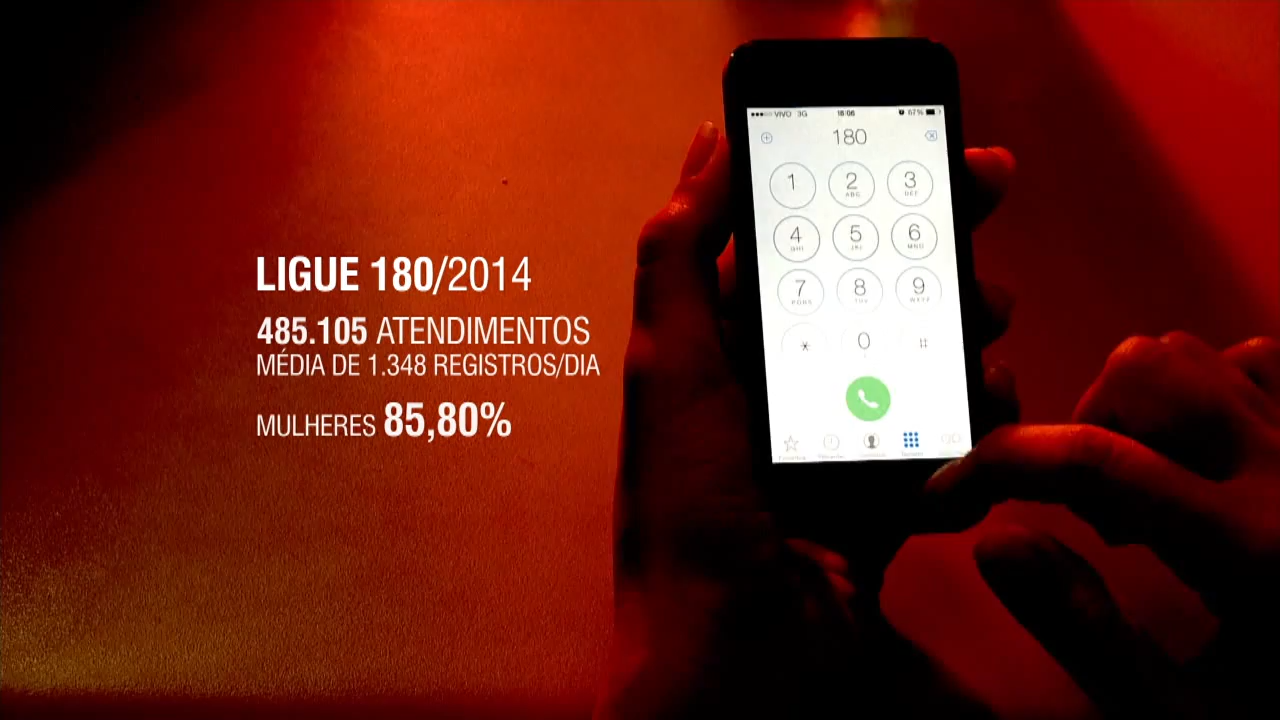 LIGUE 180/2014
485.105 ATENDIMENTOS
MÉDIA DE 1.348 REGISTROS/DIA
MULHERES 85,80%
VIVO 3G 18:06 67%
180
1 2 3
ABC DEF
4 5 6
GHI JKL MNO
7 8 9
PQRS TUV WXYZ
* 0 #